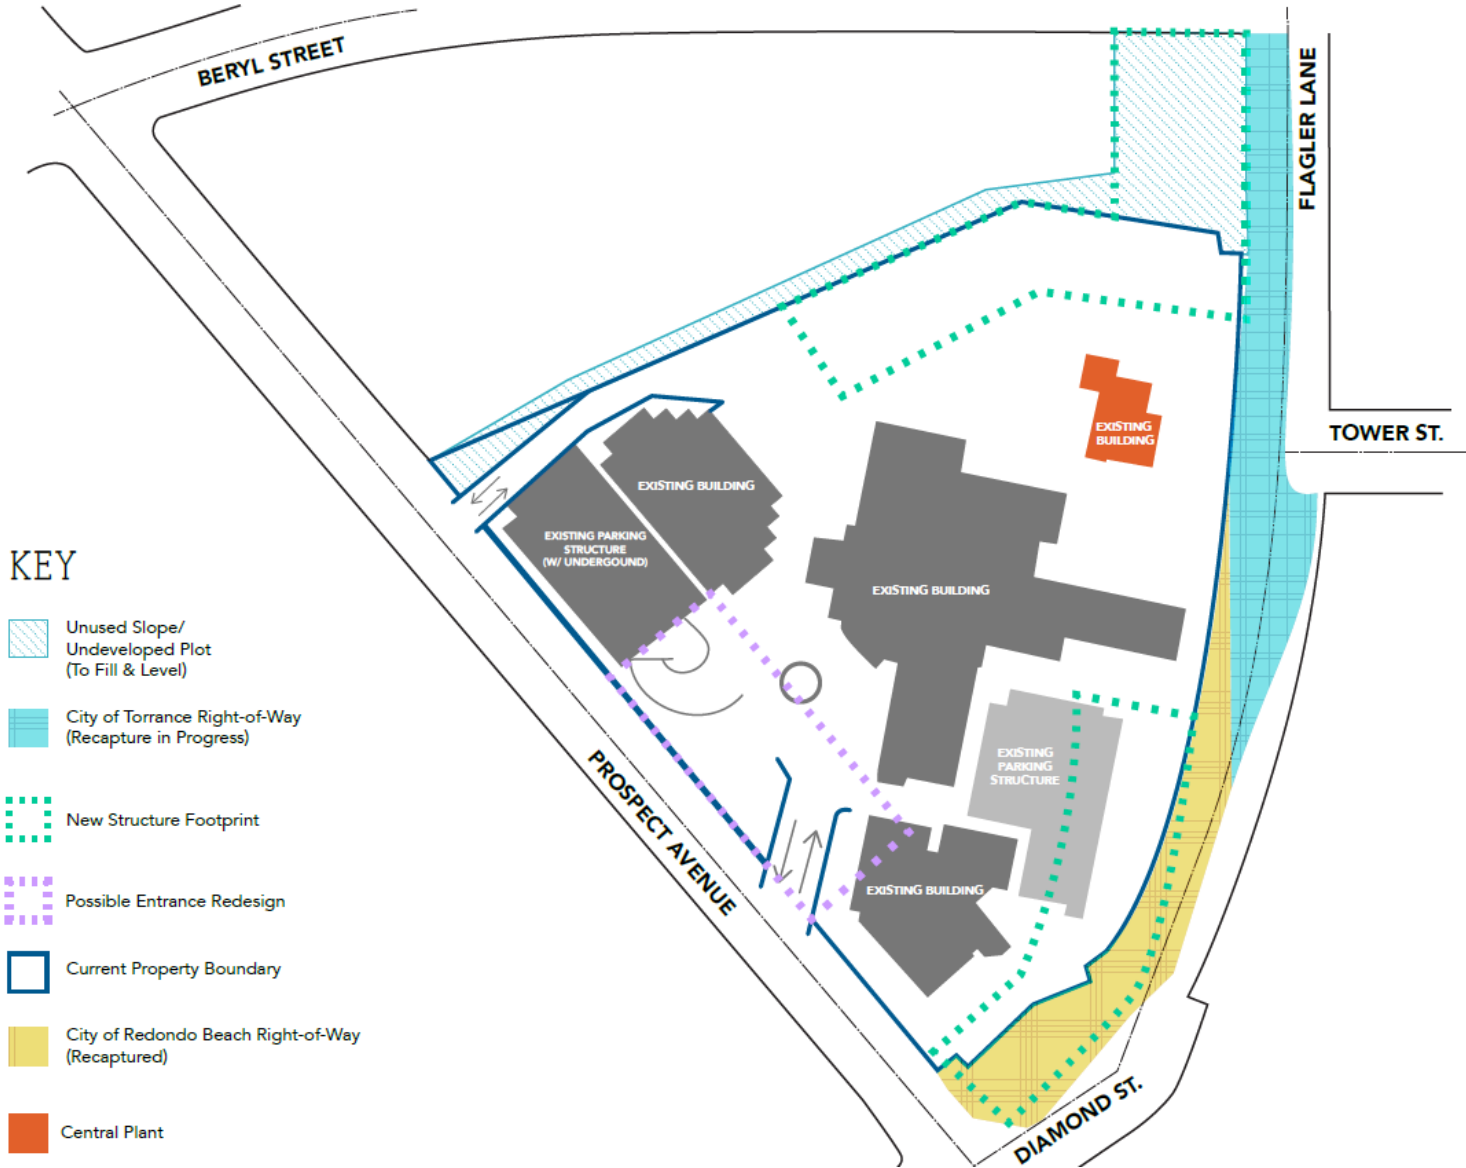 BERYL STREET
FLAGLER LANE
TOWER ST.
EXISTING
BUILDING
EXISTING BUILDING
EXISTING PARKING
STRUCTURE
(W/ UNDERGOUND)
EXISTING BUILDING
EXISTING
PARKING
STRUCTURE
EXISTING BUILDING
PROSPECT AVENUE
DIAMOND ST.
KEY
Unused Slope/
Undeveloped Plot
(To Fill & Level)
City of Torrance Right-of-Way
(Recapture in Progress)
New Structure Footprint
Possible Entrance Redesign
Current Property Boundary
City of Redondo Beach Right-of-Way
(Recaptured)
Central Plant